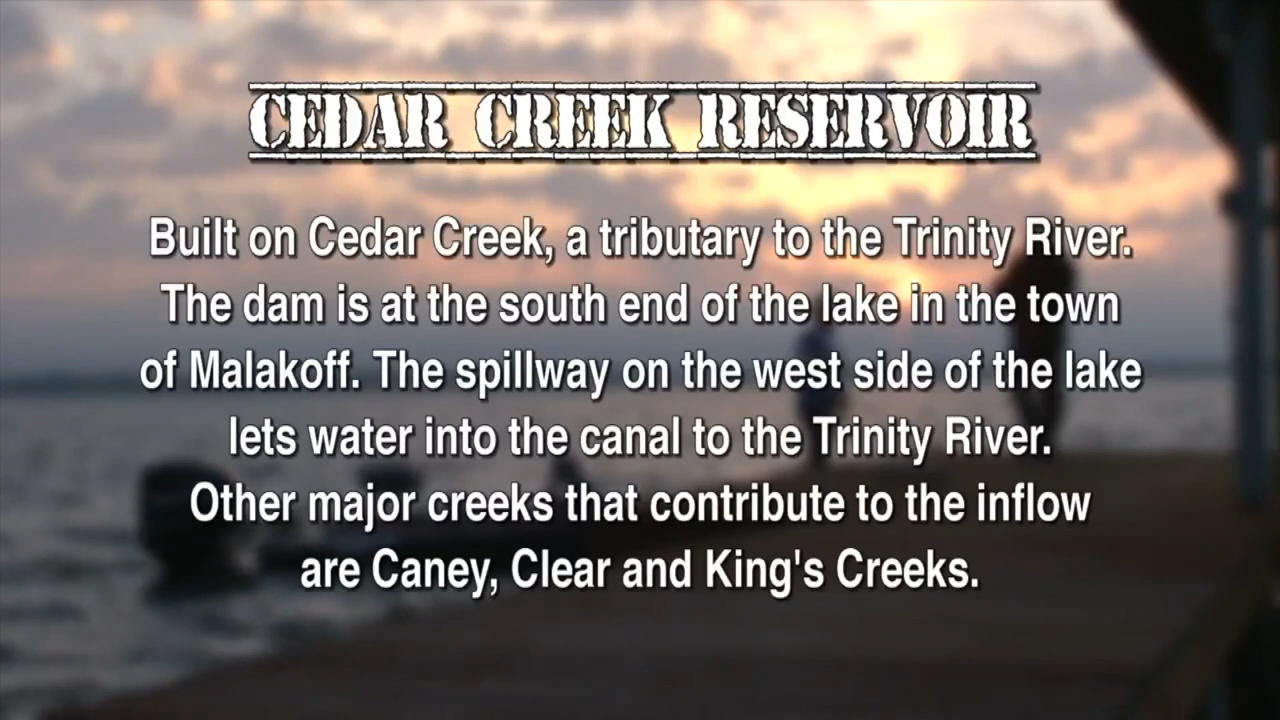 CEDAR CREEK RESERVOIR
Built on Cedar Creek, a tributary to the Trinity River.
The dam is at the south end of the lake in the town
of Malakoff. The spillway on the west side of the lake
lets water into the canal to the Trinity River.
Other major creeks that contribute to the inflow
are Caney, Clear and King's Creeks.